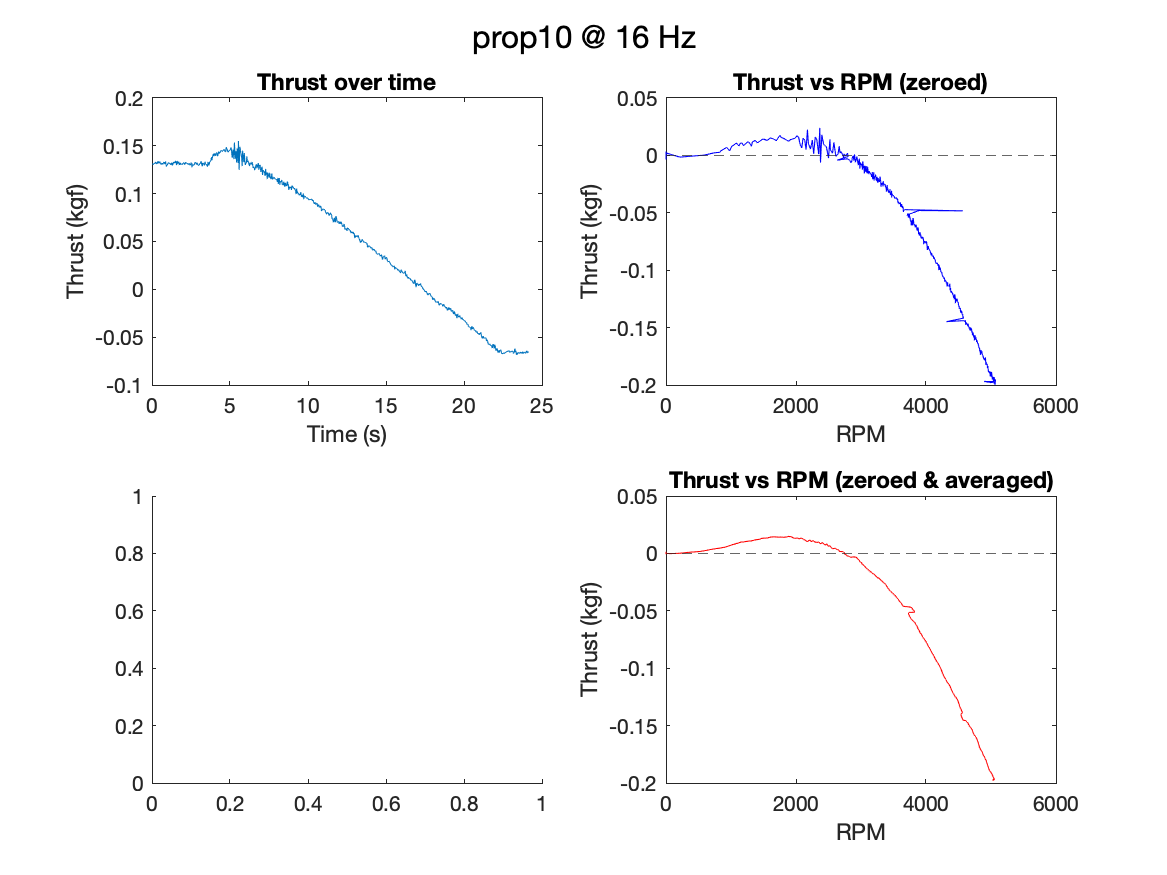 prop10 @ 16 Hz
Thrust over time
0.2
0.15
0.1
0.05
0
-0.05
-0.1
Thrust (kgf)
0 5 10 15 20 25
Time (s)
Thrust vs RPM (zeroed)
0.05
0
-0.05
-0.1
-0.15
-0.2
Thrust (kgf)
0 2000 4000 6000
RPM
1
0.8
0.6
0.4
0.2
0
0 0.2 0.4 0.6 0.8 1
Thrust vs RPM (zeroed & averaged)
0.05
0
-0.05
-0.1
-0.15
-0.2
Thrust (kgf)
0 2000 4000 6000
RPM